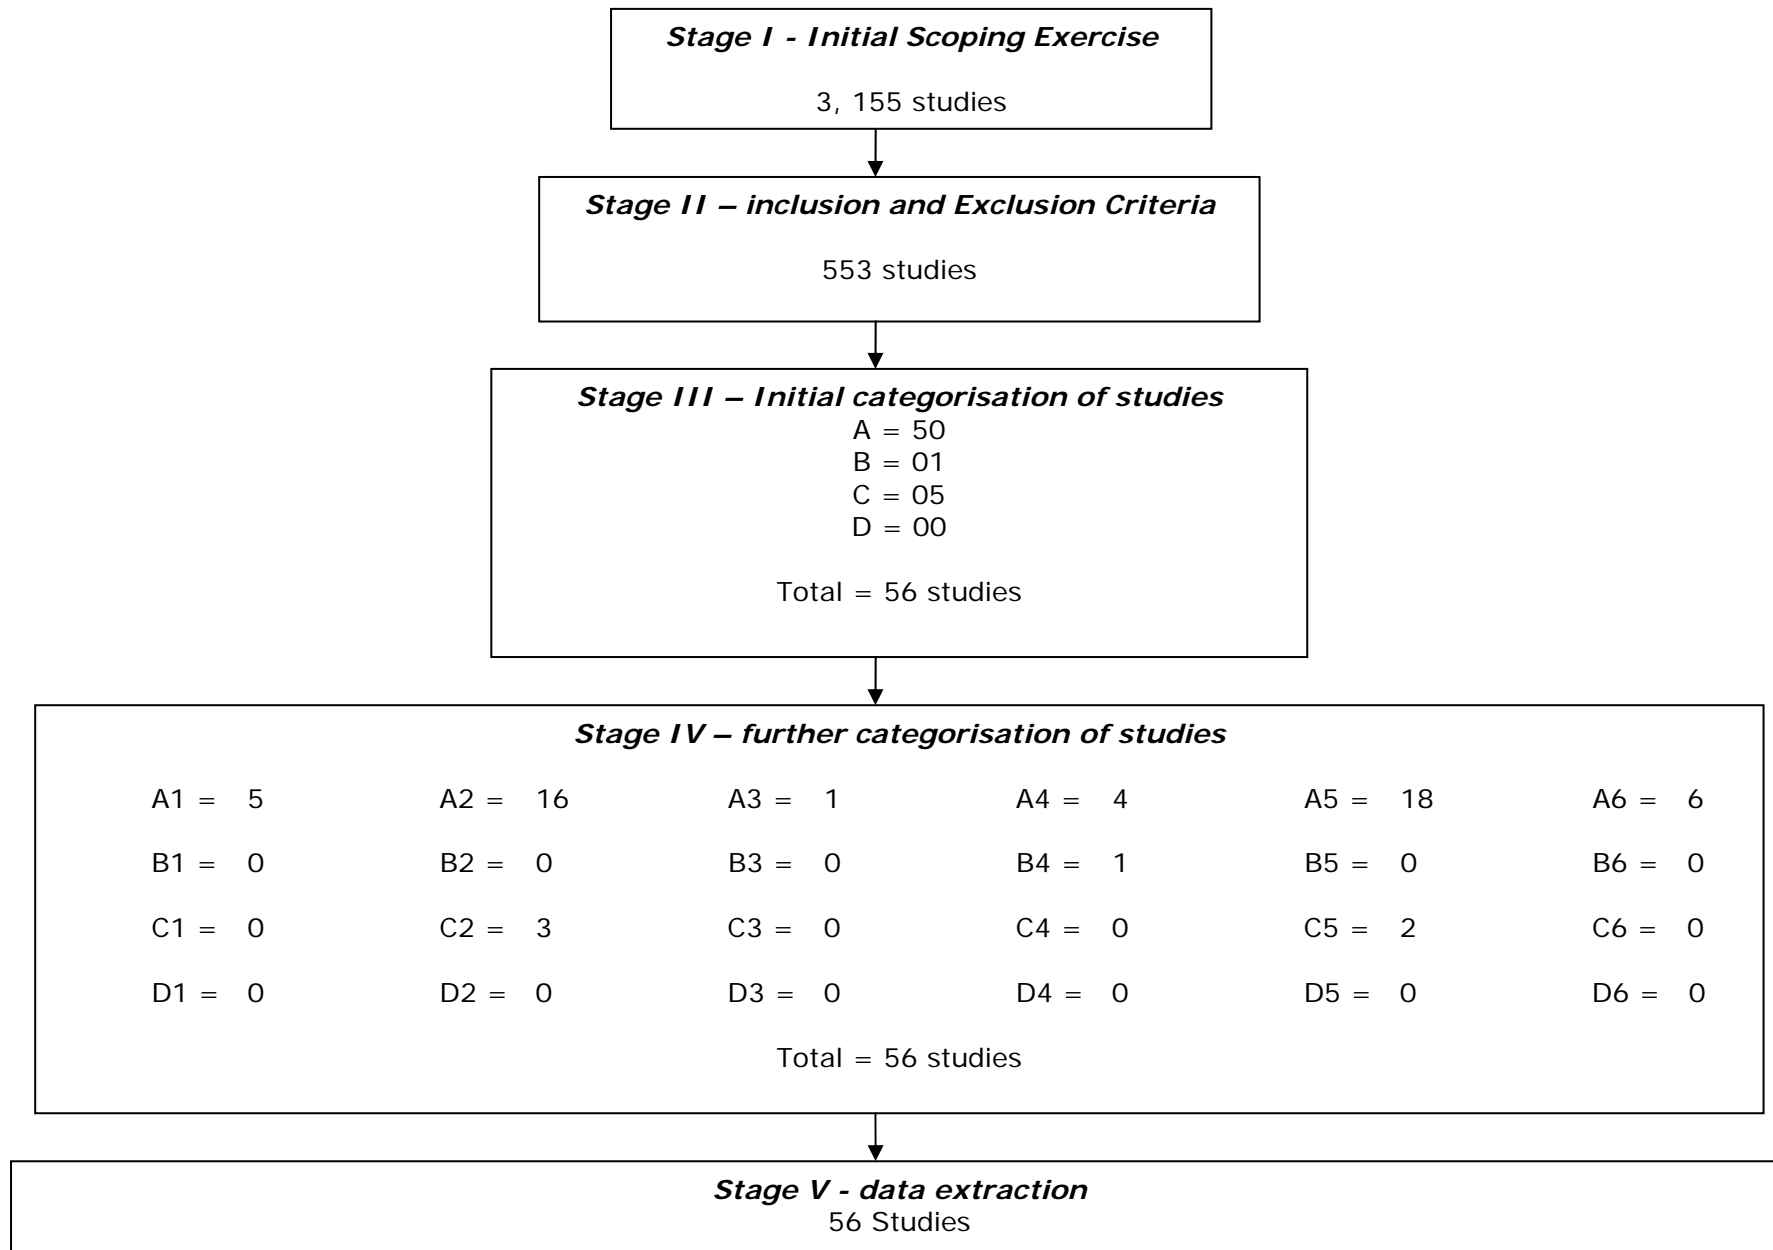 Stage I - Initial Scoping Exercise
3, 155 studies
Stage II – inclusion and Exclusion Criteria
553 studies
Stage III – Initial categorisation of studies
A = 50
B = 01
C = 05
D = 00
Total = 56 studies
Stage IV – further categorisation of studies
A1 = 5 A2 = 16 A3 = 1 A4 = 4 A5 = 18 A6 = 6
B1 = 0 B2 = 0 B3 = 0 B4 = 1 B5 = 0 B6 = 0
C1 = 0 C2 = 3 C3 = 0 C4 = 0 C5 = 2 C6 = 0
D1 = 0 D2 = 0 D3 = 0 D4 = 0 D5 = 0 D6 = 0
Total = 56 studies
Stage V - data extraction
56 Studies